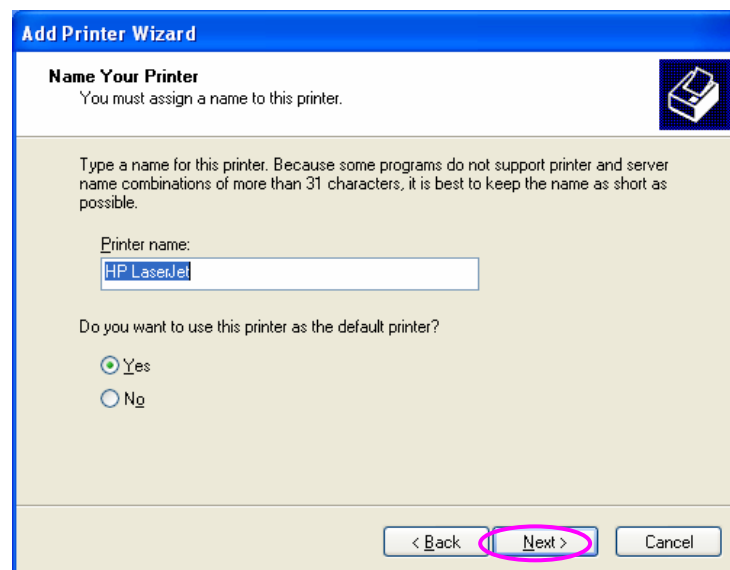 Add Printer Wizard
Name Your Printer
You must assign a name to this printer.
Type a name for this printer. Because some programs do not support printer and server
name combinations of more than 31 characters, it is best to keep the name as short as
possible.
Printer name:
HP LaserJet
Do you want to use this printer as the default printer?
Yes
No
< Back Next > Cancel